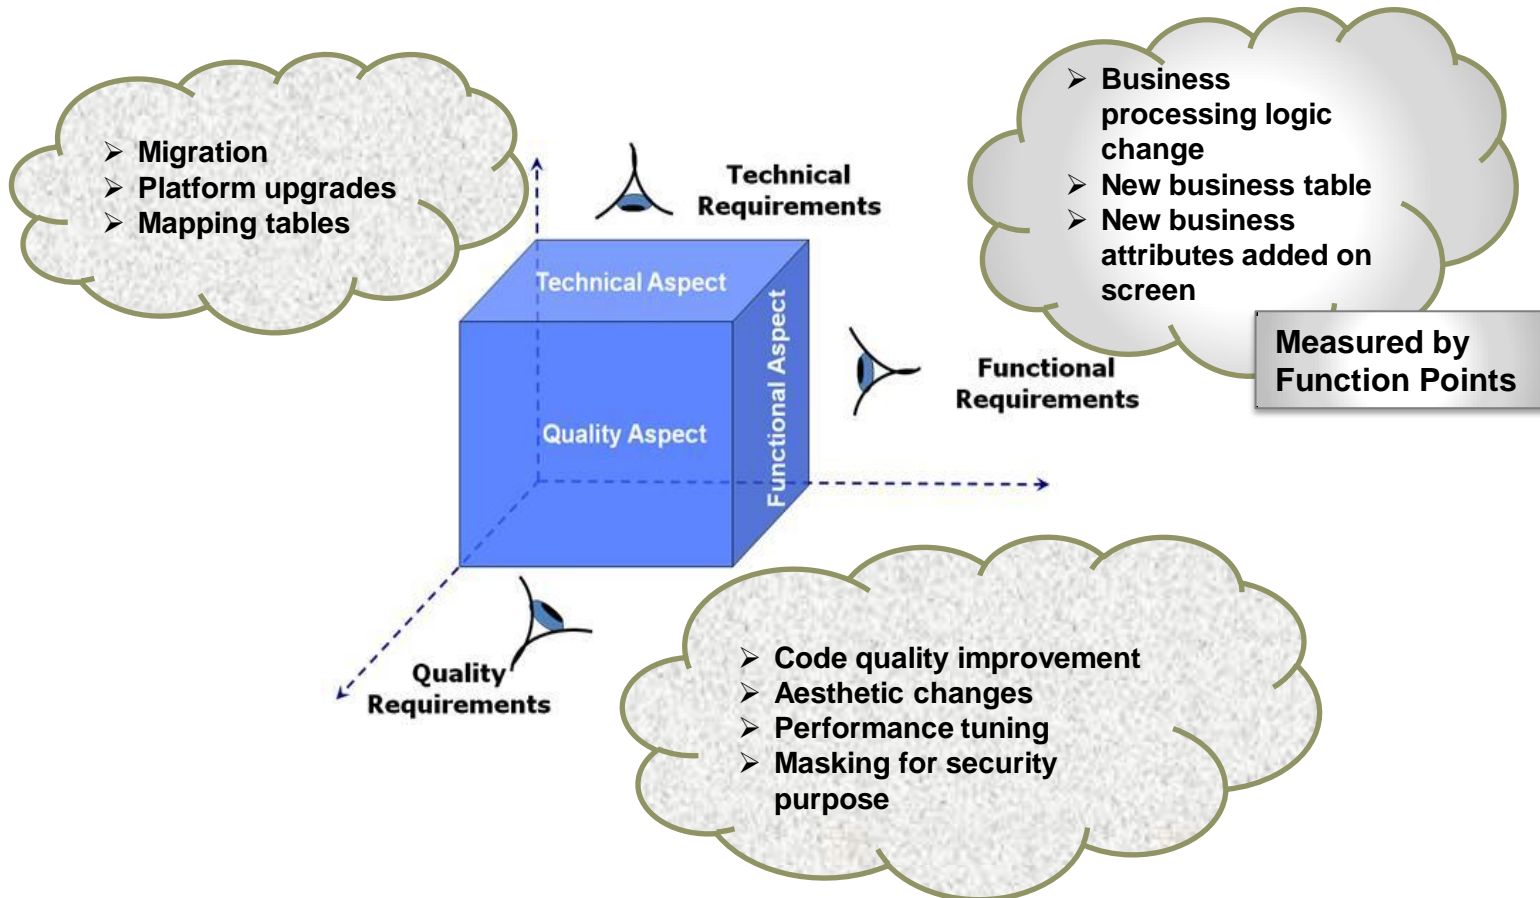 ➢ Migration
➢ Platform upgrades
➢ Mapping tables
Technical
Requirements
➢ Business
processing logic
change
➢ New business table
➢ New business
attributes added on
screen
Measured by
Function Points
Technical Aspect
Functional Aspect
Quality Aspect
Functional
Requirements
Quality
Requirements
➢ Code quality improvement
➢ Aesthetic changes
➢ Performance tuning
➢ Masking for security
purpose